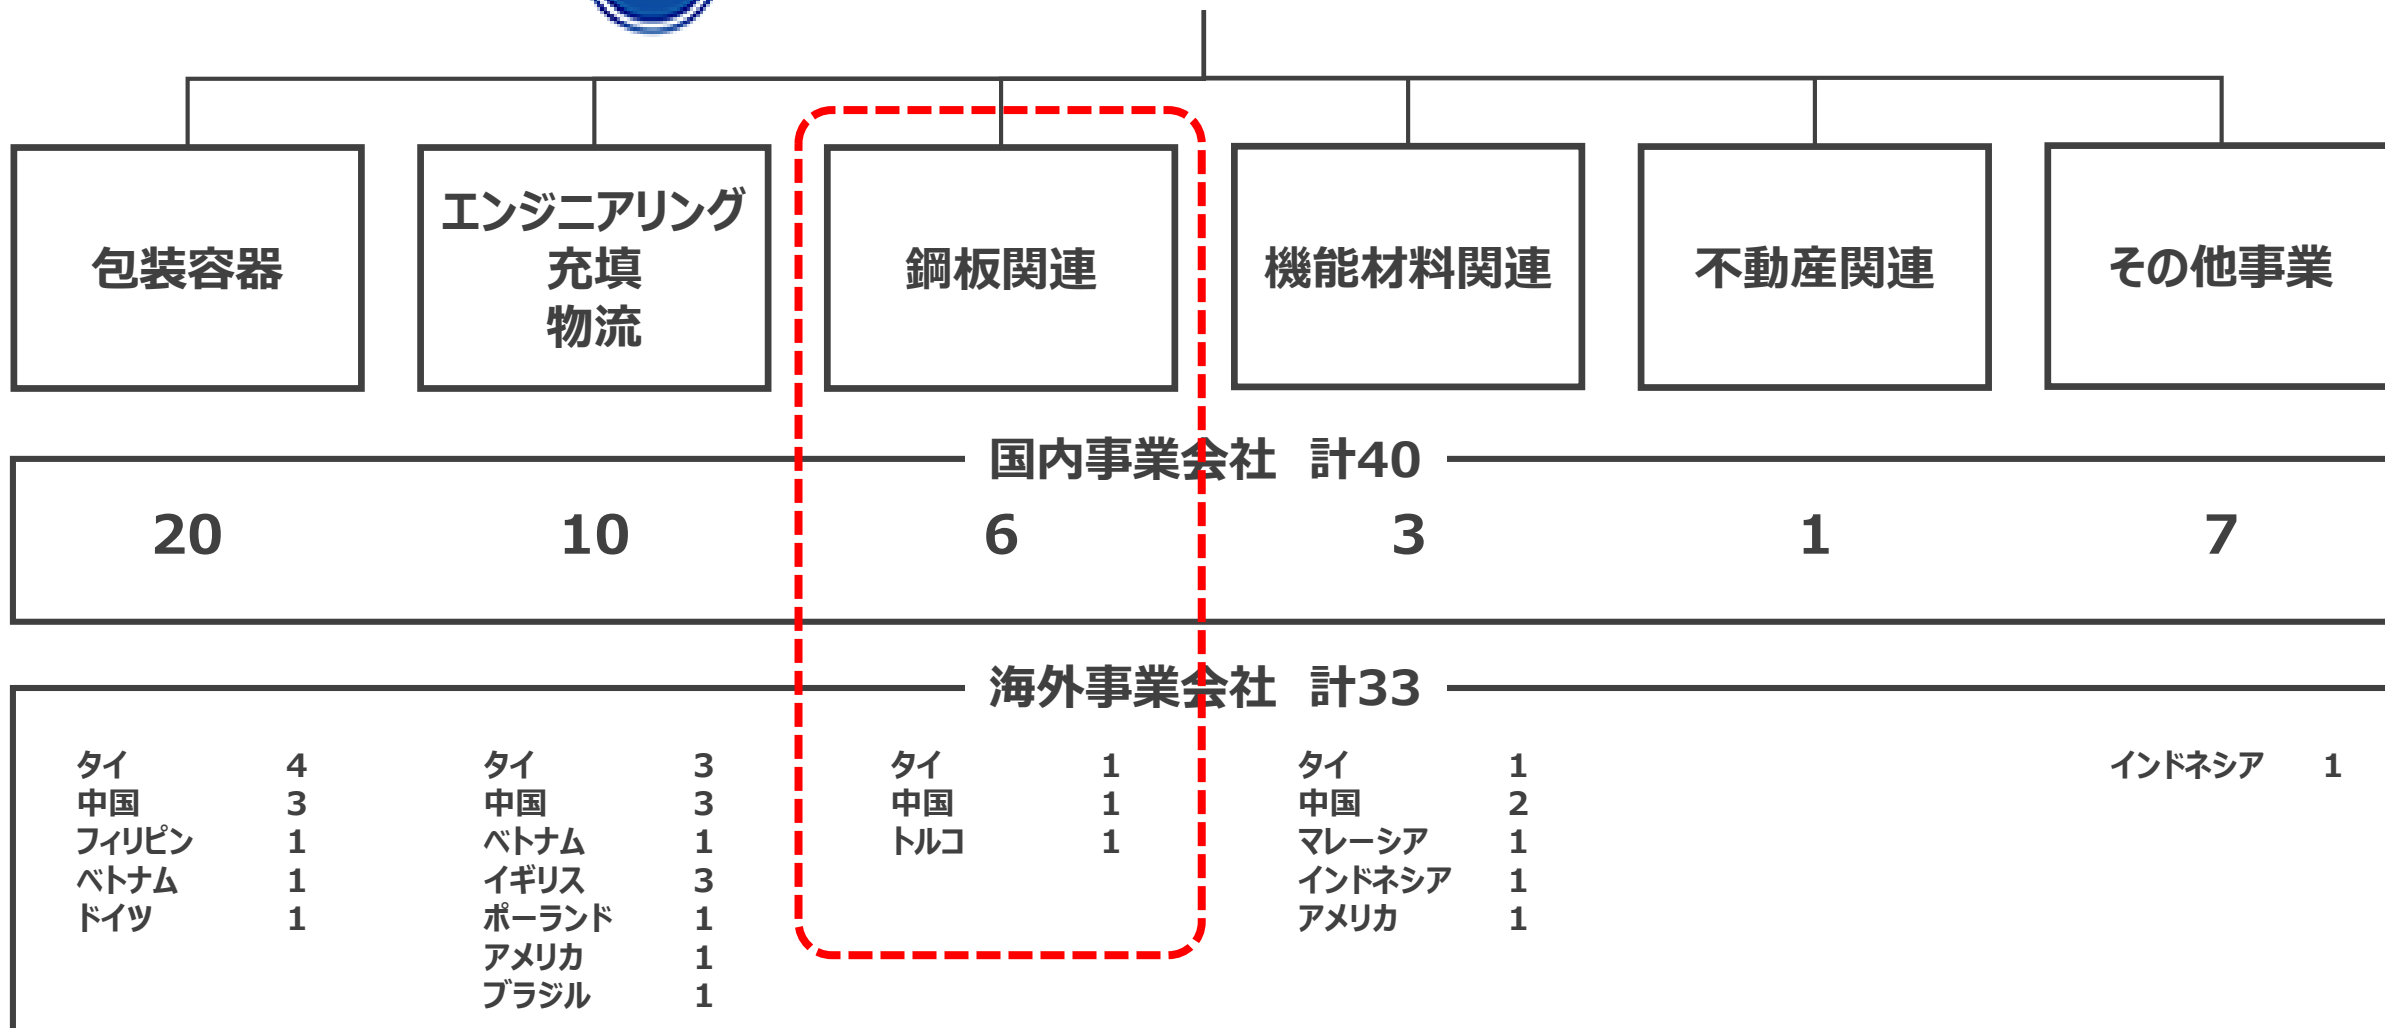 包装容器
エンジニアリング
充填
物流
鋼板関連
機能材料関連
不動産関連
その他事業
国内事業会社 計40
20 10 6 3 1 7
海外事業会社 計33
タイ 4
中国 3
フィリピン 1
ベトナム 1
ドイツ 1
タイ 3
中国 3
ベトナム 1
イギリス 3
ポーランド 1
アメリカ 1
ブラジル 1
タイ 1
中国 1
トルコ 1
タイ 1
中国 2
マレーシア 1
インドネシア 1
アメリカ 1
インドネシア 1